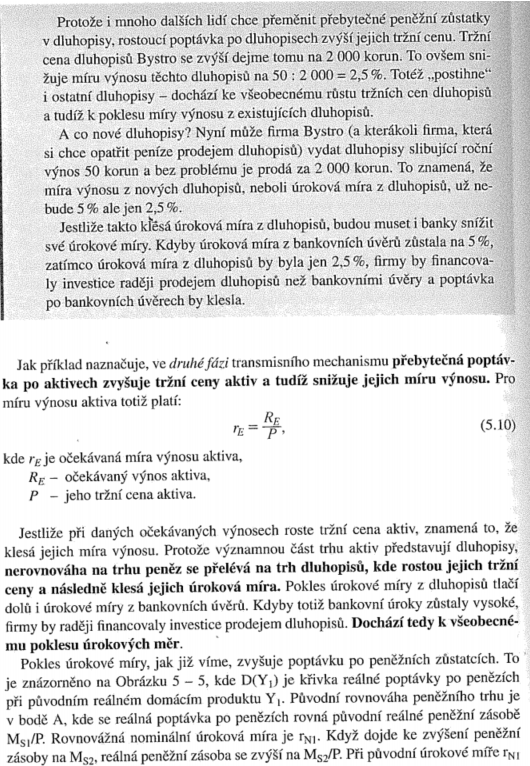 Protože i mnoho dalších lidí chce přeměnit přebytečné peněžní zůstatky
v dluhopisy, rostoucí poptávka po dluhopisech zvýší jejich tržní cenu. Tržní
cena dluhopisů Bystro se zvýší dejme tomu na 2 000 korun. To ovšem sni-
žuje míru výnosu těchto dluhopisů na 50 : 2 000 = 2,5 %. Totéž „postihne“
i ostatní dluhopisy – dochází ke všeobecnému růstu tržních cen dluhopisů
a tudíž k poklesu míry výnosu z existujících dluhopisů.
A co nové dluhopisy? Nyní může firma Bystro (a kterákoli firma, která
si chce opatřit peníze prodejem dluhopisů) vydat dluhopisy slibující roční
výnos 50 korun a bez problému je prodá za 2 000 korun. To znamená, že
míra výnosu z nových dluhopisů, neboli úroková míra z dluhopisů, už ne-
bude 5 % ale jen 2,5 %.
Jestliže takto klesá úroková míra z dluhopisů, budou muset i banky snížit
své úrokové míry. Kdyby úroková míra z bankovních úvěrů zůstala na 5 %,
zatímco úroková míra z dluhopisů by byla jen 2,5 %, firmy by financova-
ly investice raději prodejem dluhopisů než bankovními úvěry a poptávka
po bankovních úvěrech by klesla.
Jak příklad naznačuje, ve druhé fázi transmisního mechanismu přebytečná poptáv-
ka po aktivech zvyšuje tržní ceny aktiv a tudíž snižuje jejich míru výnosu. Pro
míru výnosu aktiva totiž platí:
r_E = R_E / P, (5.10)
kde r_E je očekávaná míra výnosu aktiva,
R_E – očekávaný výnos aktiva,
P – jeho tržní cena aktiva.
Jestliže při daných očekávaných výnosech roste tržní cena aktiv, znamená to, že
klesá jejich míra výnosu. Protože významnou část trhu aktiv představují dluhopisy,
nerovnováha na trhu peněz se přelévá na trh dluhopisů, kde rostou jejich tržní
ceny a následně klesá jejich úroková míra. Pokles úrokové míry z dluhopisů tlačí
dolů i úrokové míry z bankovních úvěrů. Kdyby totiž bankovní úroky zůstaly vysoké,
firmy by raději financovaly investice prodejem dluhopisů. Dochází tedy k všeobecné-
mu poklesu úrokových měr.
Pokles úrokové míry, jak již víme, zvyšuje poptávku po peněžních zůstatcích. To
je znázorněno na Obrázku 5 – 5, kde D(Y₁) je křivka reálné poptávky po penězích
při původním reálném domácím produktu Y₁. Původní rovnováha peněžního trhu je
v bodě A, kde se reálná poptávka po penězích rovná původní reálné peněžní zásobě
M_S1/P. Rovnovážná nominální úroková míra je r_N1. Když dojde ke zvýšení peněžní
zásoby na M_S2, reálná peněžní zásoba se zvýší na M_S2/P. Při původní úrokové míře r_N1